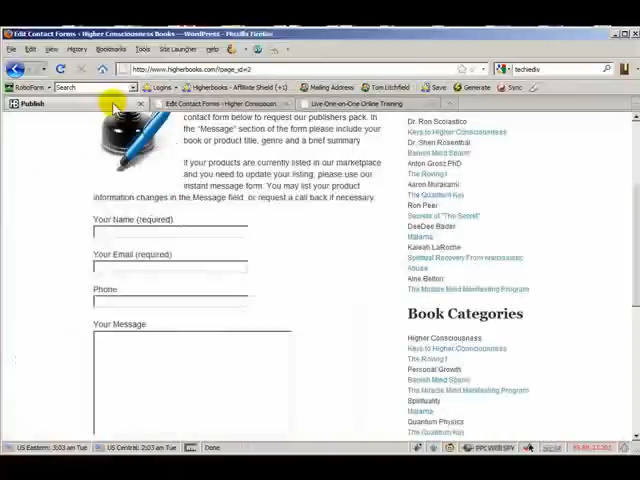 Edit Contact Forms ‹ Higher Consciousness Books — WordPress - Mozilla Firefox
File Edit View History Bookmarks Tools Site Launcher Help
http://www.higherbooks.com/?page_id=2
techiediv
RoboForm Search Logins Higherbooks - Affiliate Shield (+1) Mailing Address Tom Litchfield Save Generate Sync
Publish Edit Contact Forms ‹ Higher Consciousn... Live One-on-One Online Training
contact form below to request our publishers pack. In
the "Message" section of the form please include your
book or product title, genre and a brief summary
If your products are currently listed in our marketplace
and you need to update your listing, please use our
instant message form. You may list your product
information changes in the Message field, or request a call back if necessary.
Your Name (required)
Your Email (required)
Phone
Your Message
Dr. Ron Scolastico
Keys to Higher Consciousness
Dr. Sheri Rosenthal
Banish Mind Spam!
Anton Grosz PhD
The Roving I
Aaron Murakami
The Quantum Key
Ron Peer
Secrets of "The Secret"
DeeDee Bader
Malama
Kaleah LaRoche
Spiritual Recovery From narcissistic
Abuse
Aine Belton
The Miracle Mind Manifesting Program
Book Categories
Higher Consciousness
Keys to Higher Consciousness
The Roving I
Personal Growth
Banish Mind Spam!
The Miracle Mind Manifesting Program
Spirituality
Malama
Quantum Physics
The Quantum Key
US Eastern: 3:03 am Tue US Central: 2:03 am Tue Done PPC WEB SPY